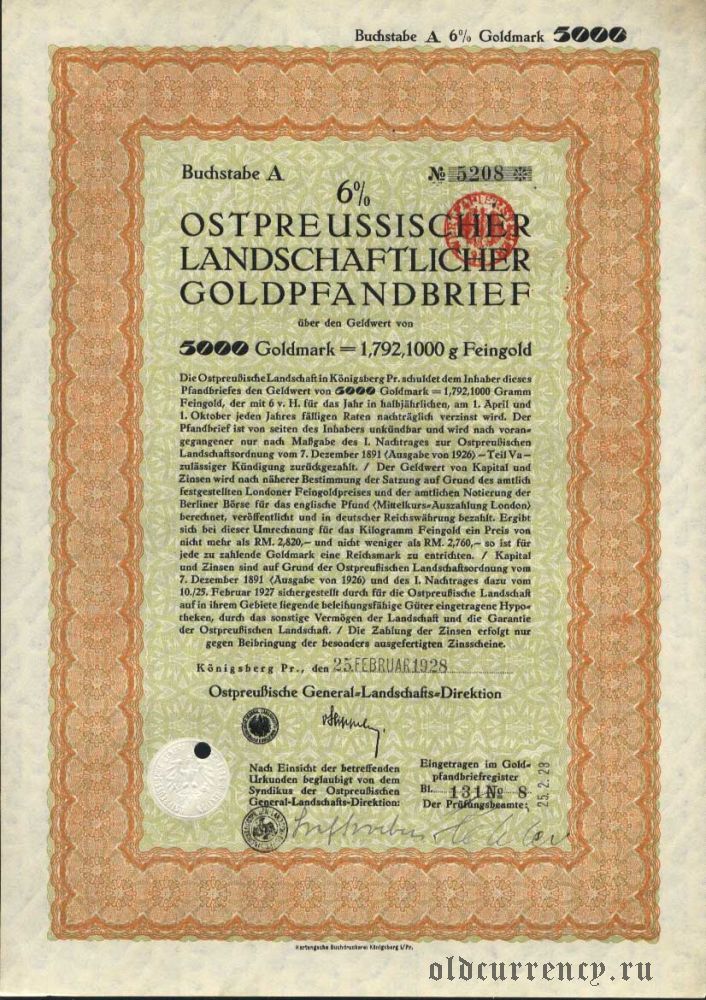 Buchstabe A 6% Goldmark 5000
Buchstabe A
№ 5208
6%
OSTPREUSSISCHER
LANDSCHAFTLICHER
GOLDPFANDBRIEF
über den Geldwert von
5000 Goldmark = 1,792,1000 g Feingold
Die Ostpreußische Landschaft in Königsberg Pr. schuldet dem Inhaber dieses
Pfandbriefes den Geldwert von 5000 Goldmark = 1,792,1000 Gramm
Feingold, der mit 6 v. H. für das Jahr in halbjährlichen, am 1. April und
1. Oktober jeden Jahres fälligen Raten nachträglich verzinst wird. Der
Pfandbrief ist von seiten des Inhabers unkündbar und wird nach voran-
gegangener nur nach Maßgabe des I. Nachtrages zur Ostpreußischen
Landschaftsordnung vom 7. Dezember 1891 (Ausgabe von 1926) – Teil Va –
zulässiger Kündigung zurückgezahlt. / Der Geldwert von Kapital und
Zinsen wird nach näherer Bestimmung der Satzung auf Grund des amtlich
festgestellten Londoner Feingoldpreises und der amtlichen Notierung der
Berliner Börse für das englische Pfund (Mittelkurs-Auszahlung London)
berechnet, veröffentlicht und in deutscher Reichswährung bezahlt. Ergibt
sich bei dieser Umrechnung für das Kilogramm Feingold ein Preis von
nicht mehr als RM. 2,820,– und nicht weniger als RM. 2,760,– so ist für
jede zu zahlende Goldmark eine Reichsmark zu entrichten. / Kapital
und Zinsen sind auf Grund der Ostpreußischen Landschaftsordnung vom
7. Dezember 1891 (Ausgabe von 1926) und des I. Nachtrages dazu vom
10./25. Februar 1927 sichergestellt durch für die Ostpreußische Landschaft
auf in ihrem Gebiete liegende beleihungsfähige Güter eingetragene Hypo-
theken, durch das sonstige Vermögen der Landschaft und die Garantie
der Ostpreußischen Landschaft. / Die Zahlung der Zinsen erfolgt nur
gegen Beibringung der besonders ausgefertigten Zinsscheine.
Königsberg Pr., den 25. FEBRUAR 1928
Ostpreußische General-Landschafts-Direktion
Nach Einsicht der betreffenden
Urkunden beglaubigt von dem
Syndikus der Ostpreußischen
General-Landschafts-Direktion:
Eingetragen im Gold-
pfandbriefregister
Bl. 131 № 8
Der Prüfungsbeamte:
Hartungsche Buchdruckerei Königsberg i/Pr.
oldcurrency.ru